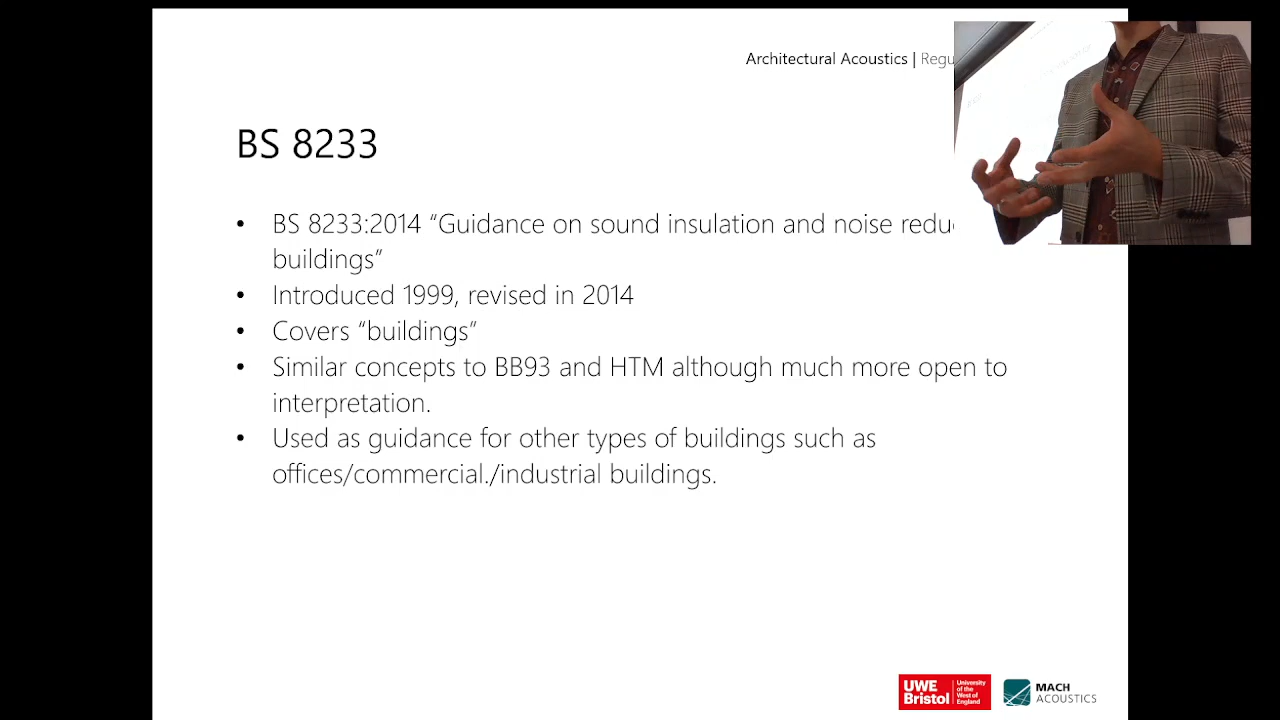 Architectural Acoustics |
BS 8233
• BS 8233:2014 “Guidance on sound insulation and noise
buildings”
• Introduced 1999, revised in 2014
• Covers “buildings”
• Similar concepts to BB93 and HTM although much more open to
interpretation.
• Used as guidance for other types of buildings such as
offices/commercial./industrial buildings.
UWE
Bristol
University
of the
West of
England
MACH
ACOUSTICS